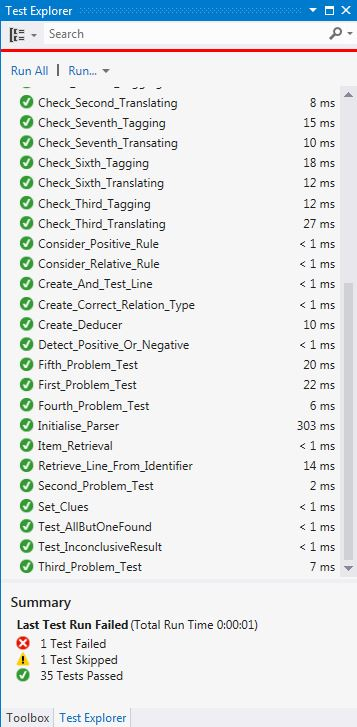 Test Explorer
Search
Run All | Run...
Check_Second_Translating 8 ms
Check_Seventh_Tagging 15 ms
Check_Seventh_Transating 10 ms
Check_Sixth_Tagging 18 ms
Check_Sixth_Translating 12 ms
Check_Third_Tagging 12 ms
Check_Third_Translating 27 ms
Consider_Positive_Rule < 1 ms
Consider_Relative_Rule < 1 ms
Create_And_Test_Line < 1 ms
Create_Correct_Relation_Type < 1 ms
Create_Deducer 10 ms
Detect_Positive_Or_Negative < 1 ms
Fifth_Problem_Test 20 ms
First_Problem_Test 22 ms
Fourth_Problem_Test 6 ms
Initialise_Parser 303 ms
Item_Retrieval < 1 ms
Retrieve_Line_From_Identifier 14 ms
Second_Problem_Test 2 ms
Set_Clues < 1 ms
Test_AllButOneFound < 1 ms
Test_InconclusiveResult < 1 ms
Third_Problem_Test 7 ms
Summary
Last Test Run Failed (Total Run Time 0:00:01)
1 Test Failed
1 Test Skipped
35 Tests Passed
Toolbox Test Explorer